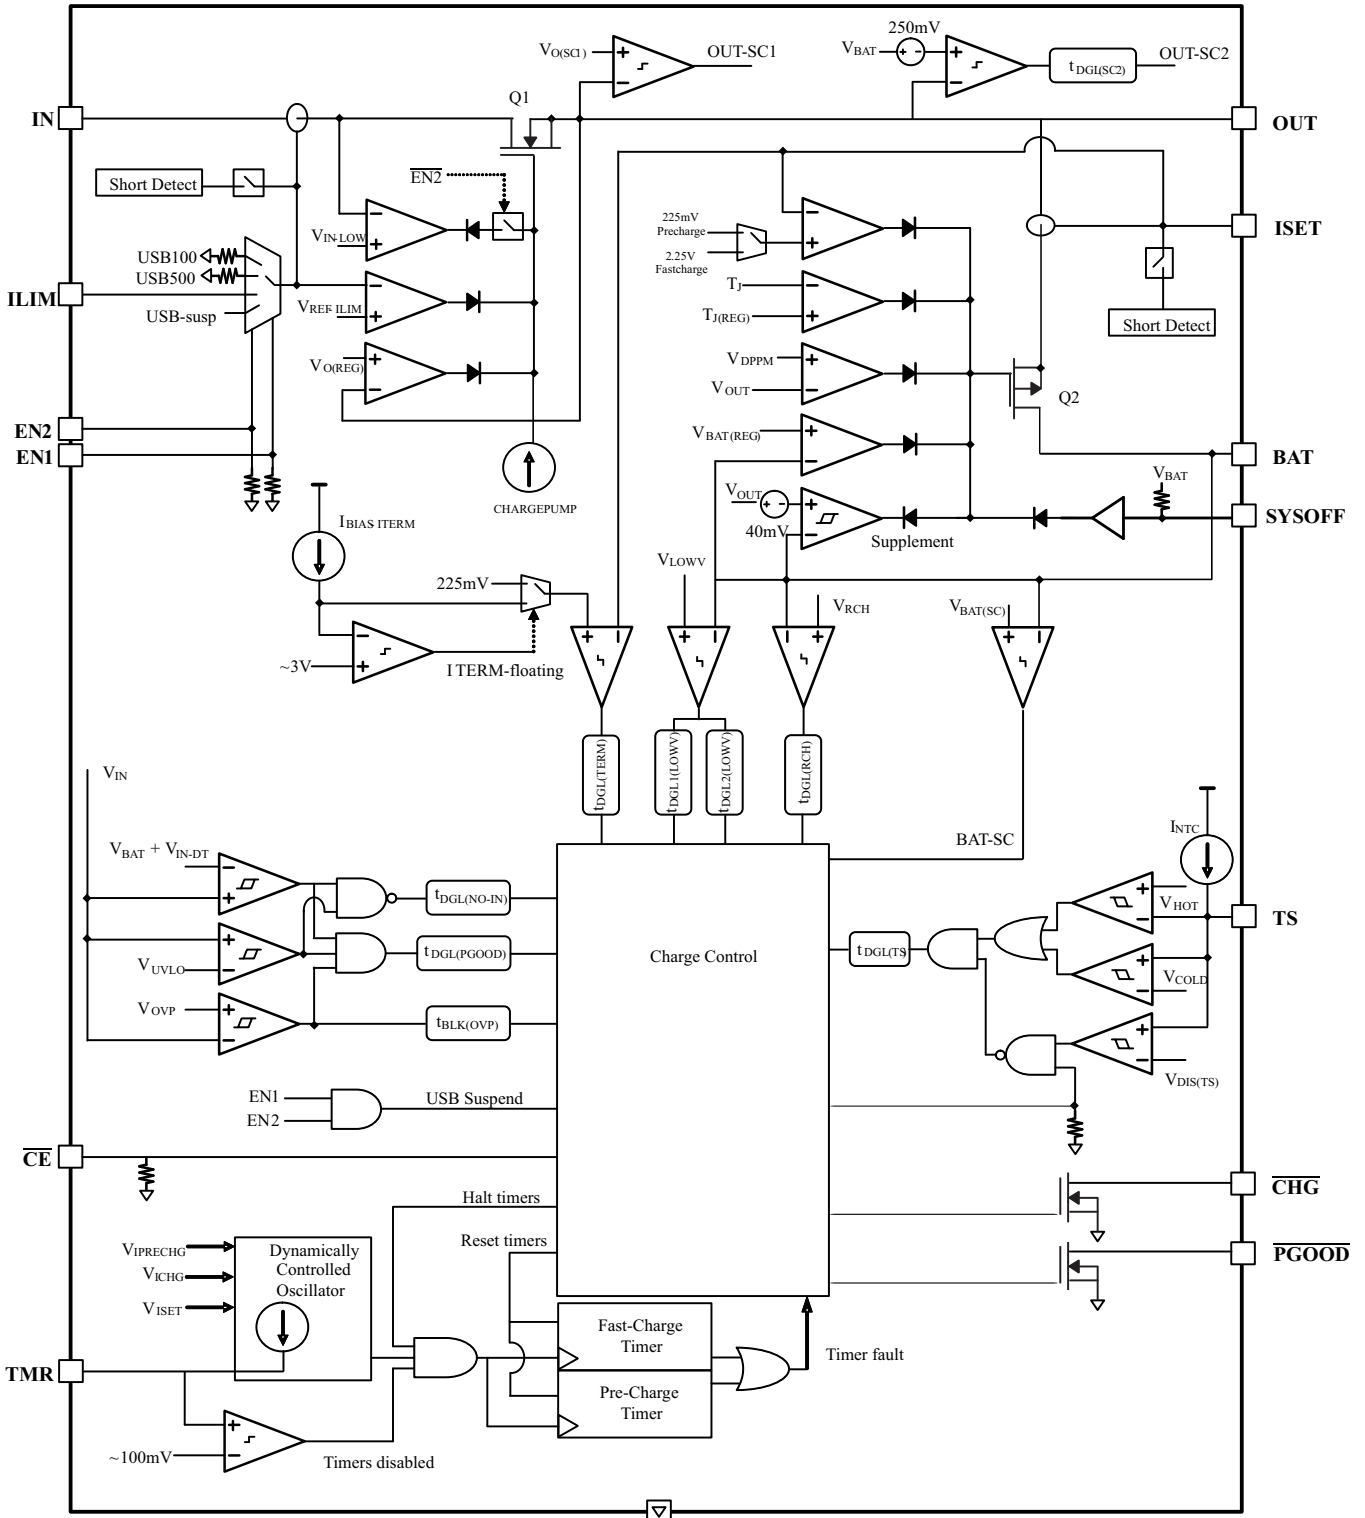 250mV
VO(SC1)
OUT-SC1
VBAT
tDGL(SC2)
OUT-SC2
Q1
IN
OUT
EN2
Short Detect
225mV
Precharge
ISET
VIN-LOW
2.25V
Fastcharge
USB100
USB500
TJ
ILIM
VREF-ILIM
USB-susp
TJ(REG)
Short Detect
VO(REG)
VDPPM
VOUT
Q2
EN2
VBAT(REG)
EN1
BAT
VBAT
VOUT
CHARGEPUMP
SYSOFF
IBIAS ITERM
40mV
Supplement
VLOWV
225mV
VRCH
VBAT(SC)
~3V
I TERM-floating
tDGL(TERM)
tDGL1(LOWV)
tDGL2(LOWV)
tDGL(RCH)
VIN
INTC
BAT-SC
VBAT + VIN-DT
tDGL(NO-IN)
VHOT
TS
tDGL(PGOOD)
Charge Control
tDGL(TS)
VUVLO
VCOLD
VOVP
tBLK(OVP)
VDIS(TS)
EN1
USB Suspend
EN2
CE
CHG
Halt timers
Reset timers
PGOOD
VIPRECHG
Dynamically
Controlled
Oscillator
VICHG
VISET
Fast-Charge
Timer
Timer fault
TMR
Pre-Charge
Timer
~100mV
Timers disabled